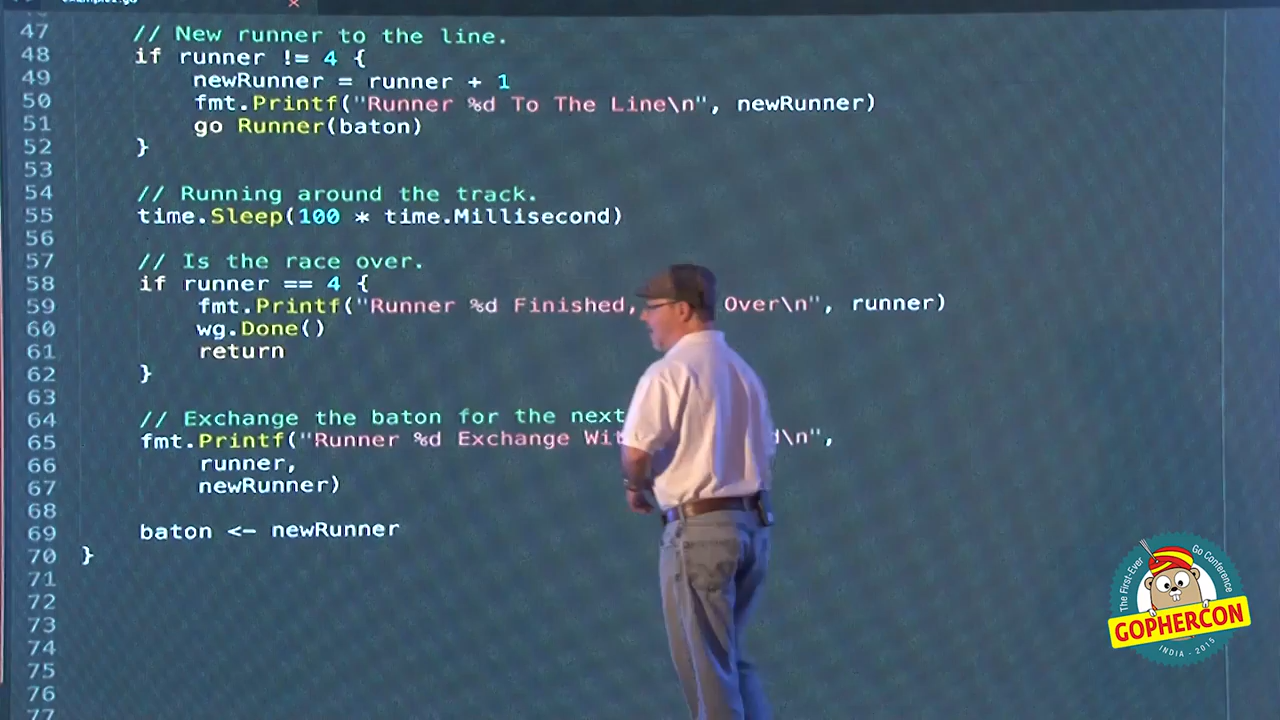 47 // New runner to the line.
48 if runner != 4 {
49 newRunner = runner + 1
50 fmt.Printf("Runner %d To The Line\n", newRunner)
51 go Runner(baton)
52 }
53
54 // Running around the track.
55 time.Sleep(100 * time.Millisecond)
56
57 // Is the race over.
58 if runner == 4 {
59 fmt.Printf("Runner %d Finished, Over\n", runner)
60 wg.Done()
61 return
62 }
63
64 // Exchange the baton for the next
65 fmt.Printf("Runner %d Exchange \n",
66 runner,
67 newRunner)
68
69 baton <- newRunner
70 }
71
72
73
74
75
76
77
The First-Ever Go Conference
GOPHERCON
INDIA - 2015